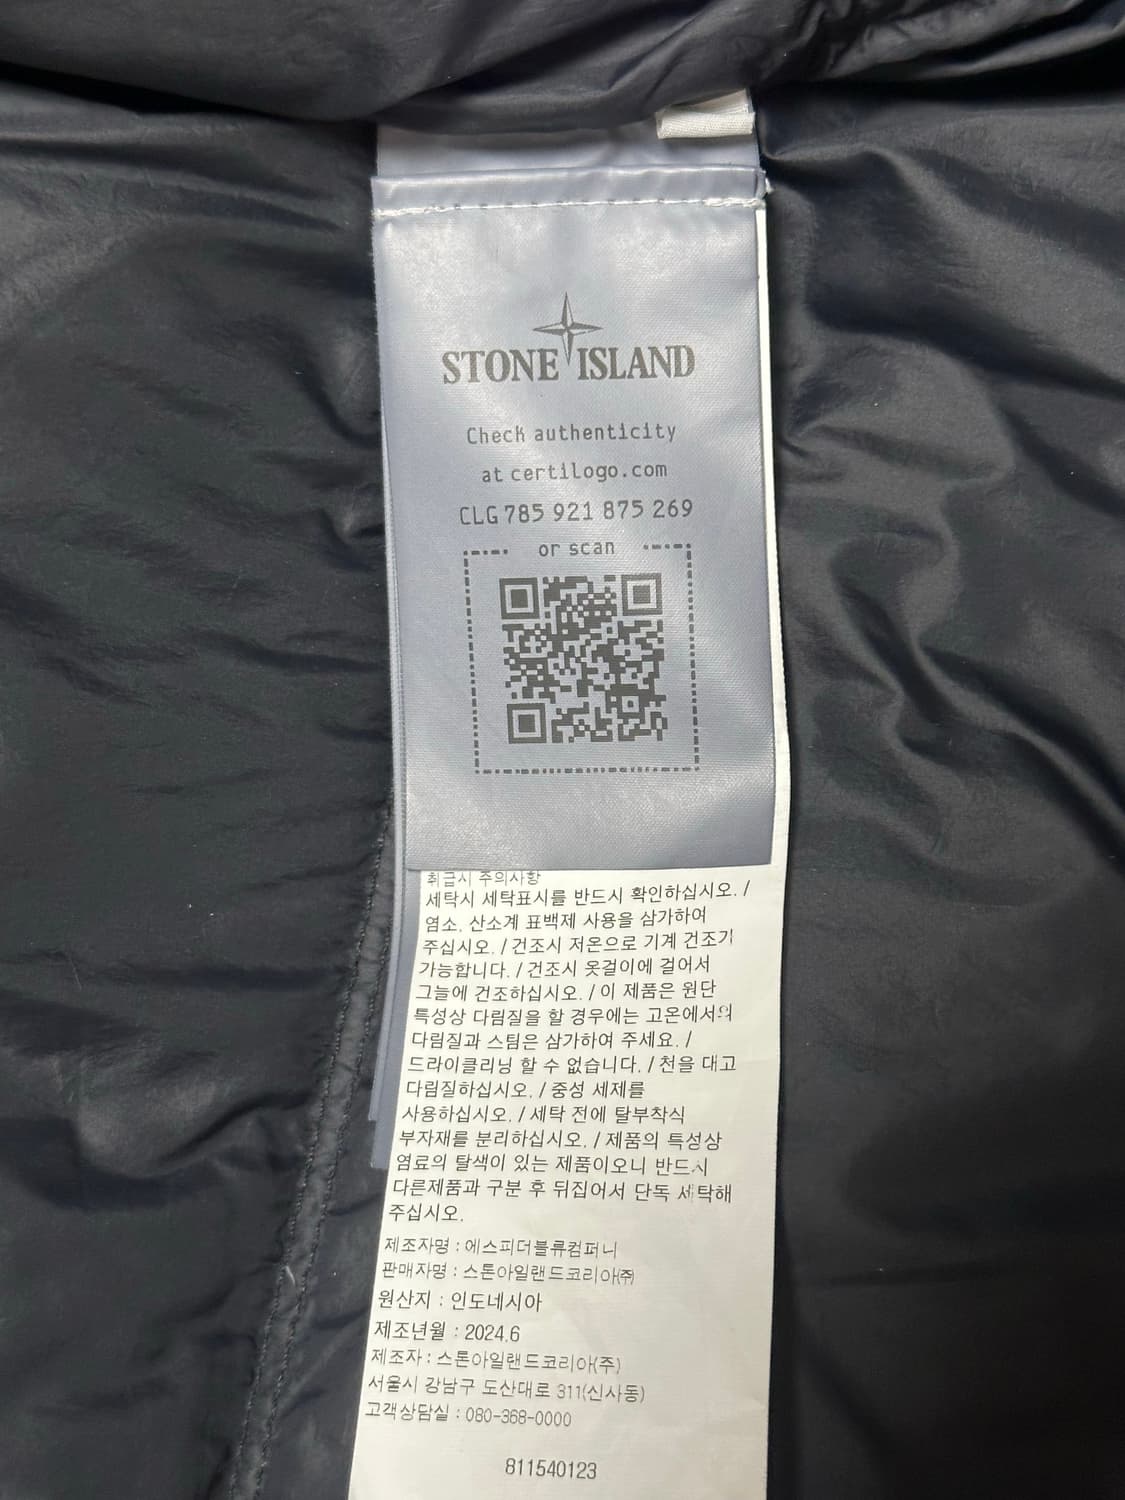 STONE ISLAND
Check authenticity
at certilogo.com
CLG 785 921 875 269
or scan
취급시 주의사항
세탁시 세탁표시를 반드시 확인하십시오. /
염소, 산소계 표백제 사용을 삼가하여
주십시오. / 건조시 저온으로 기계 건조기
가능합니다. / 건조시 옷걸이에 걸어서
그늘에 건조하십시오. / 이 제품은 원단
특성상 다림질을 할 경우에는 고온에서의
다림질과 스팀은 삼가하여 주세요. /
드라이클리닝 할 수 없습니다. / 천을 대고
다림질하십시오. / 중성 세제를
사용하십시오. / 세탁 전에 탈부착식
부자재를 분리하십시오. / 제품의 특성상
염료의 탈색이 있는 제품이오니 반드시
다른제품과 구분 후 뒤집어서 단독 세탁해
주십시오.
제조자명 : 에스피더블류컴퍼니
판매자명 : 스톤아일랜드코리아(주)
원산지 : 인도네시아
제조년월 : 2024.6
제조자 : 스톤아일랜드코리아(주)
서울시 강남구 도산대로 311(신사동)
고객상담실 : 080-368-0000
811540123